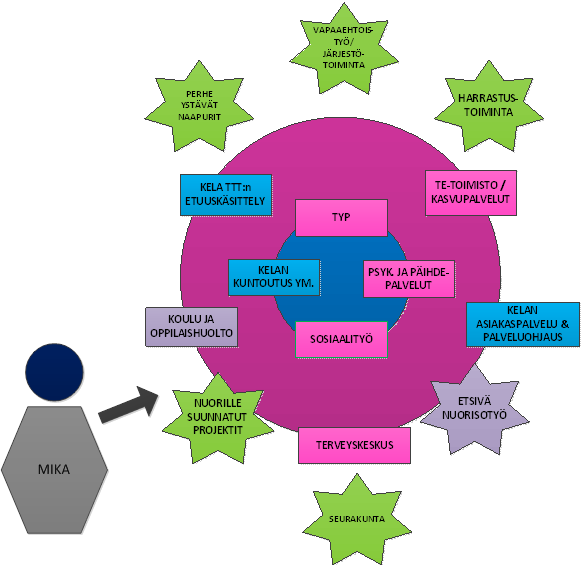 VAPAAEHTOIS-
TYÖ/
JÄRJESTÖ-
TOIMINTA
PERHE
YSTÄVÄT
NAAPURIT
HARRASTUS-
TOIMINTA
KELA TTT:n
ETUUSKÄSITTELY
TE-TOIMISTO /
KASVUPALVELUT
TYP
KELAN
KUNTOUTUS YM.
PSYK. JA PÄIHDE-
PALVELUT
KOULU JA
OPPILAISHUOLTO
SOSIAALITYÖ
KELAN
ASIAKASPALVELU &
PALVELUOHJAUS
NUORILLE
SUUNNATUT
PROJEKTIT
ETSIVÄ
NUORISOTYÖ
TERVEYSKESKUS
MIKA
SEURAKUNTA